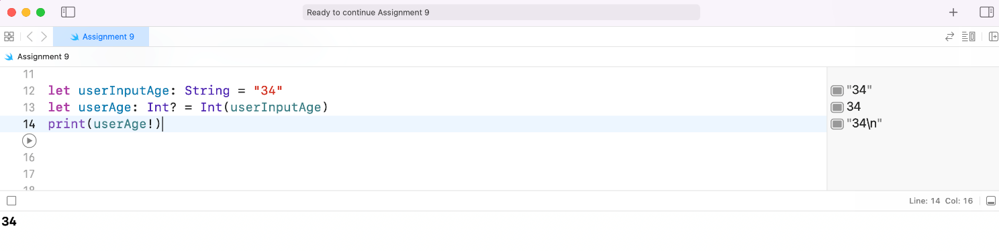 Ready to continue Assignment 9
Assignment 9
Assignment 9
11
12 let userInputAge: String = "34" "34"
13 let userAge: Int? = Int(userInputAge) 34
14 print(userAge!) "34\n"
16
17
18
Line: 14 Col: 16
34